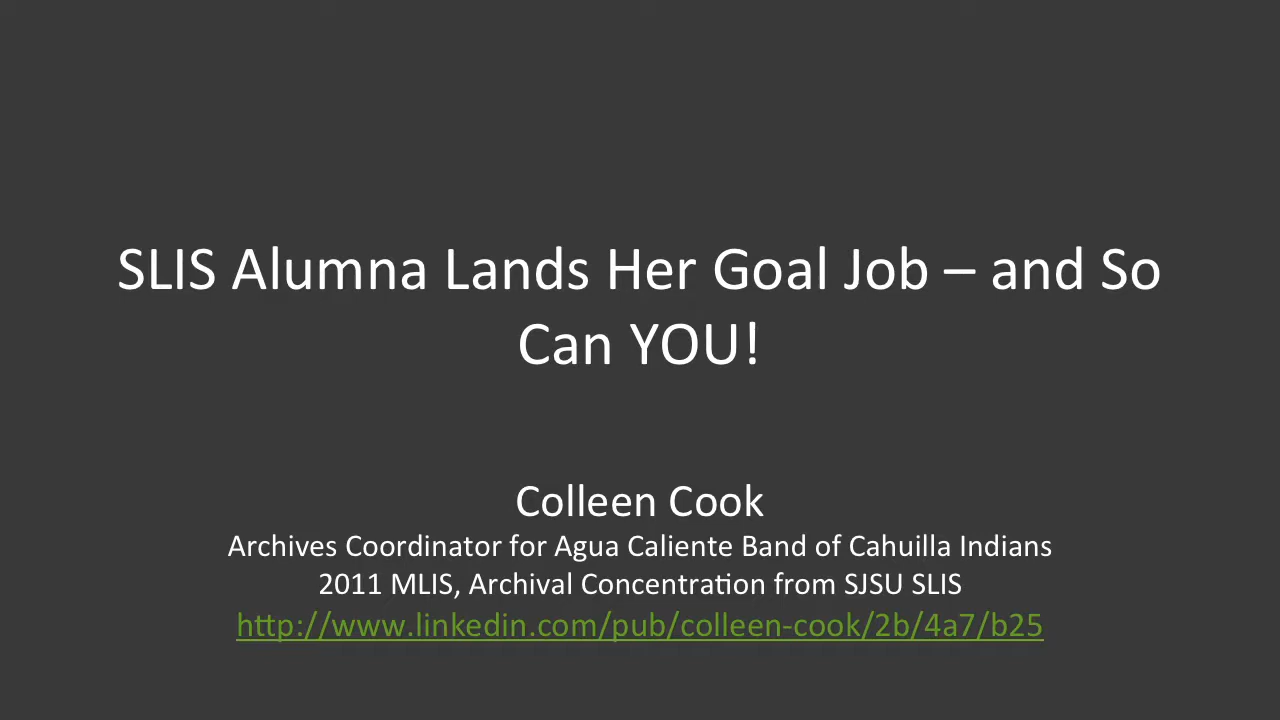 SLIS Alumna Lands Her Goal Job – and So
Can YOU!
Colleen Cook
Archives Coordinator for Agua Caliente Band of Cahuilla Indians
2011 MLIS, Archival Concentration from SJSU SLIS
http://www.linkedin.com/pub/colleen-cook/2b/4a7/b25